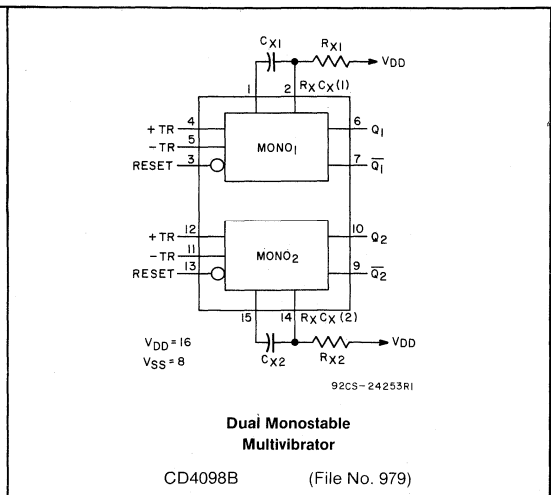 CX1
RX1
VDD
1
2
RXCX(1)
+TR 4
-TR 5
RESET 3
MONO1
6 Q1
7 Q̅1
+TR 12
-TR 11
RESET 13
MONO2
10 Q2
9 Q̅2
15
14
RXCX(2)
VDD = 16
VSS = 8
CX2
RX2
VDD
92CS-24253RI
Dual Monostable
Multivibrator
CD4098B (File No. 979)